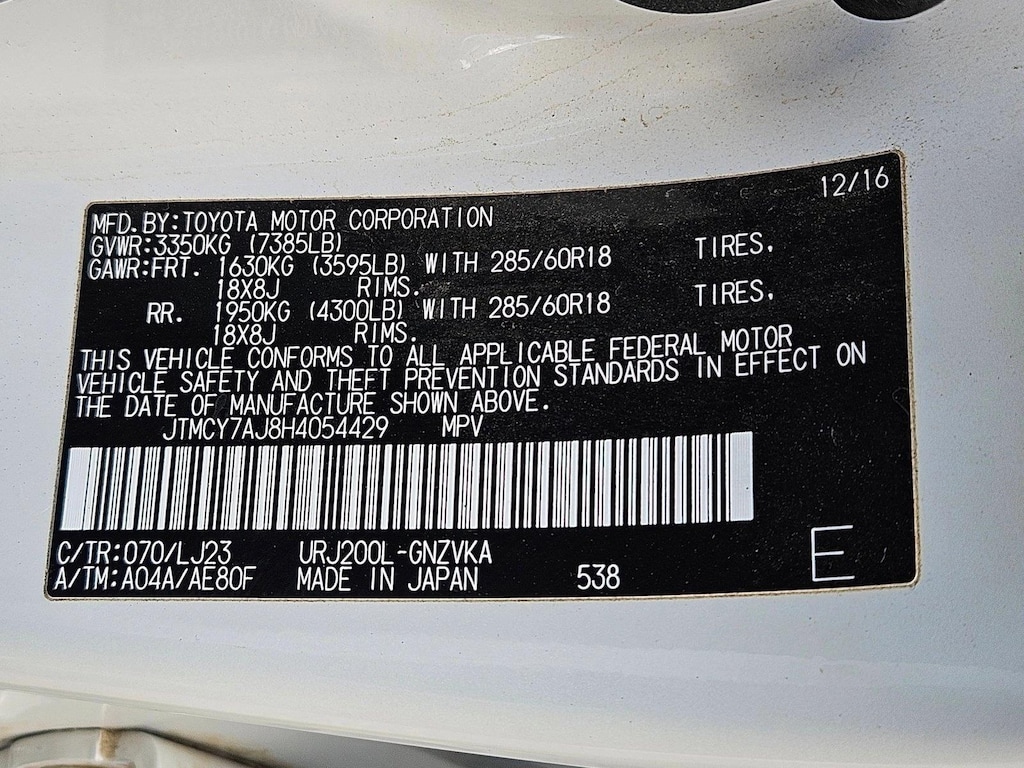 12/16
MFD. BY:TOYOTA MOTOR CORPORATION
GVWR:3350KG (7385LB)
GAWR:FRT. 1630KG (3595LB) WITH 285/60R18 TIRES,
18X8J RIMS.
RR. 1950KG (4300LB) WITH 285/60R18 TIRES,
18X8J RIMS.
THIS VEHICLE CONFORMS TO ALL APPLICABLE FEDERAL MOTOR
VEHICLE SAFETY AND THEFT PREVENTION STANDARDS IN EFFECT ON
THE DATE OF MANUFACTURE SHOWN ABOVE.
JTMCY7AJ8H4054429 MPV
C/TR:070/LJ23 URJ200L-GNZVKA
A/TM:A04A/AE80F MADE IN JAPAN 538 E